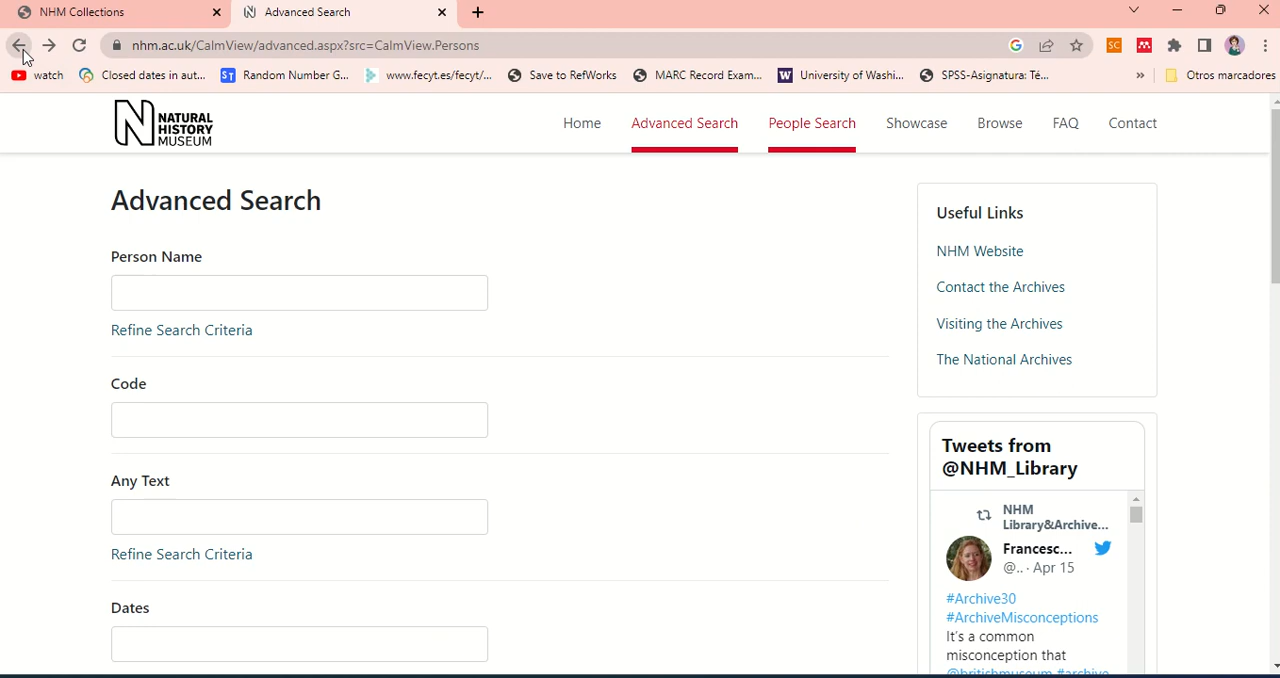 NHM Collections
Advanced Search
nhm.ac.uk/CalmView/advanced.aspx?src=CalmView.Persons
watch
Closed dates in aut...
Random Number G...
www.fecyt.es/fecyt/...
Save to RefWorks
MARC Record Exam...
University of Washi...
SPSS-Asignatura: Té...
»
Otros marcadores
NATURAL
HISTORY
MUSEUM
Home
Advanced Search
People Search
Showcase
Browse
FAQ
Contact
Advanced Search
Person Name
Refine Search Criteria
Code
Any Text
Refine Search Criteria
Dates
Useful Links
NHM Website
Contact the Archives
Visiting the Archives
The National Archives
Tweets from
@NHM_Library
NHM
Library&Archive...
Francesc...
@.. · Apr 15
#Archive30
#ArchiveMisconceptions
It's a common
misconception that
@britishmuseum #archive